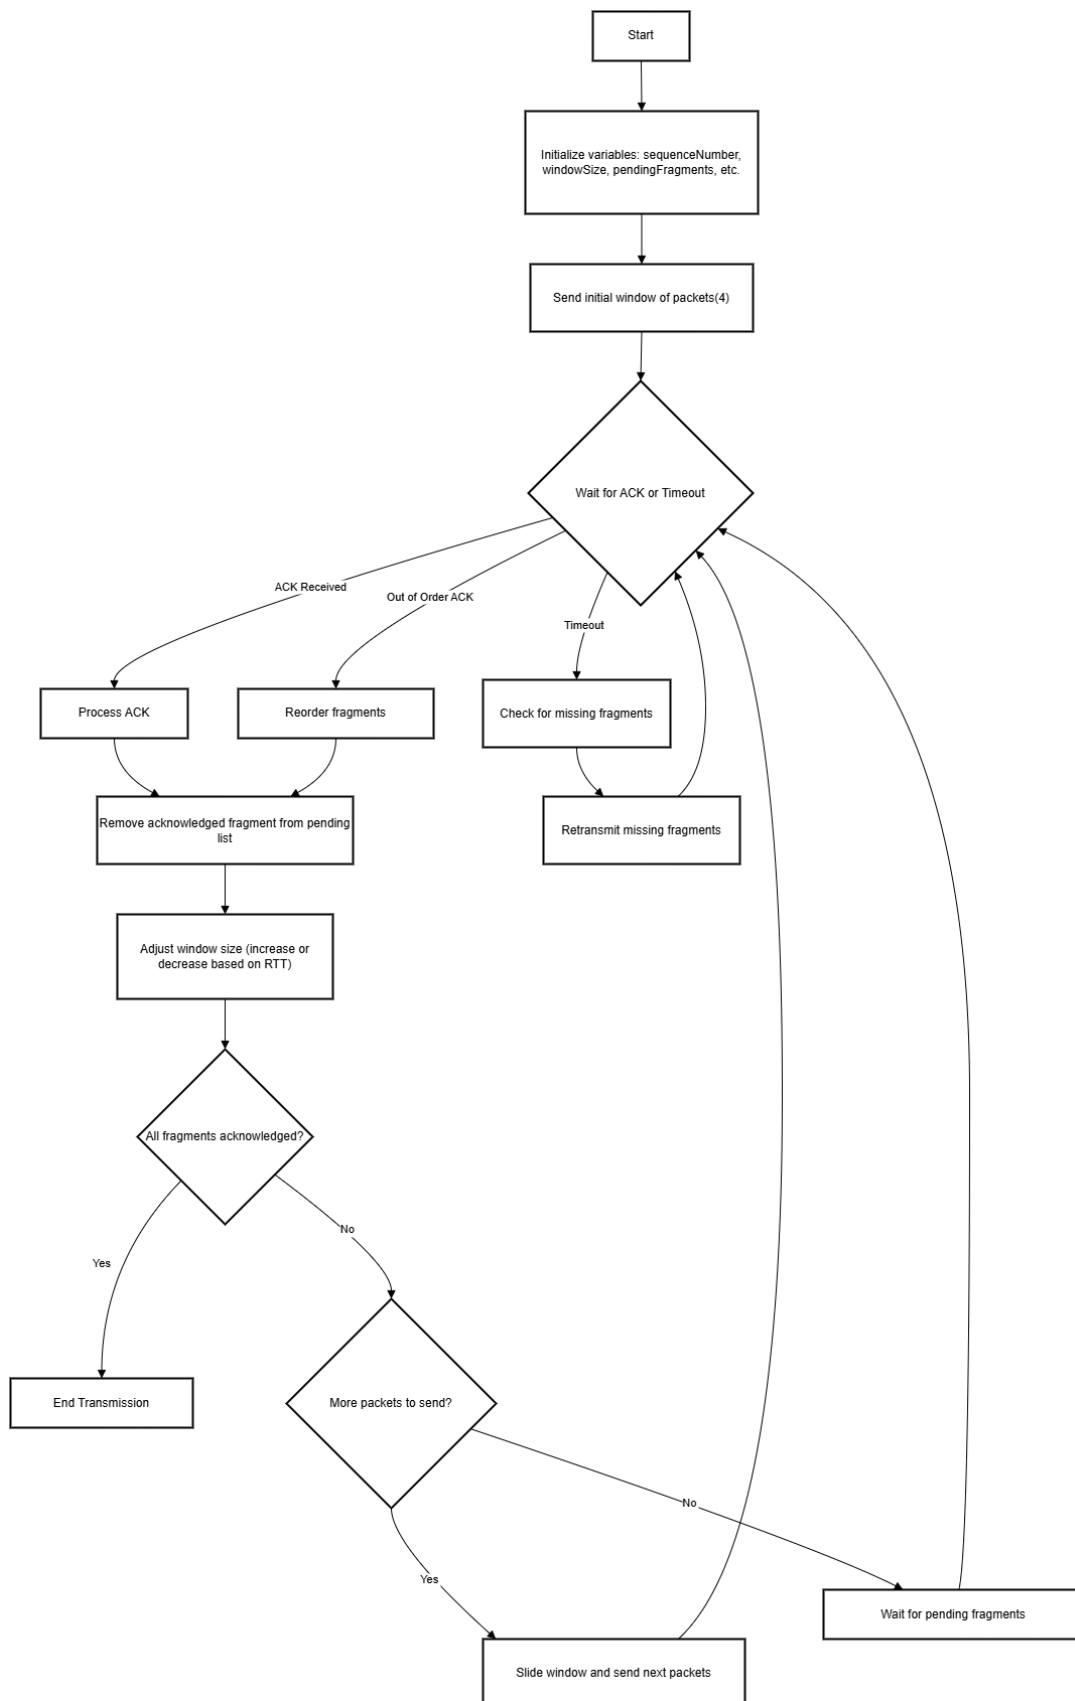 Start
Initialize variables: sequenceNumber,
windowSize, pendingFragments, etc.
Send initial window of packets(4)
Wait for ACK or Timeout
ACK Received
Out of Order ACK
Timeout
Process ACK
Reorder fragments
Check for missing fragments
Remove acknowledged fragment from pending
list
Retransmit missing fragments
Adjust window size (increase or
decrease based on RTT)
All fragments acknowledged?
No
Yes
End Transmission
More packets to send?
No
Yes
Wait for pending fragments
Slide window and send next packets